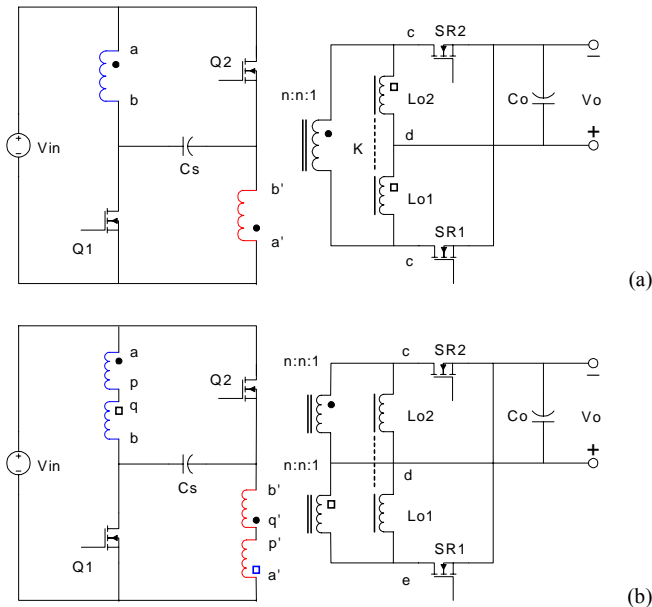 a
c
SR2
Q2
n:n:1
Lo2
Co
Vo
b
K
d
+
Vin
Cs
b'
Lo1
Q1
a'
SR1
c
(a)
a
n:n:1
c
SR2
p
Q2
q
Lo2
Co
Vo
b
n:n:1
+
Vin
Cs
d
b'
q'
Lo1
Q1
p'
SR1
a'
e
(b)